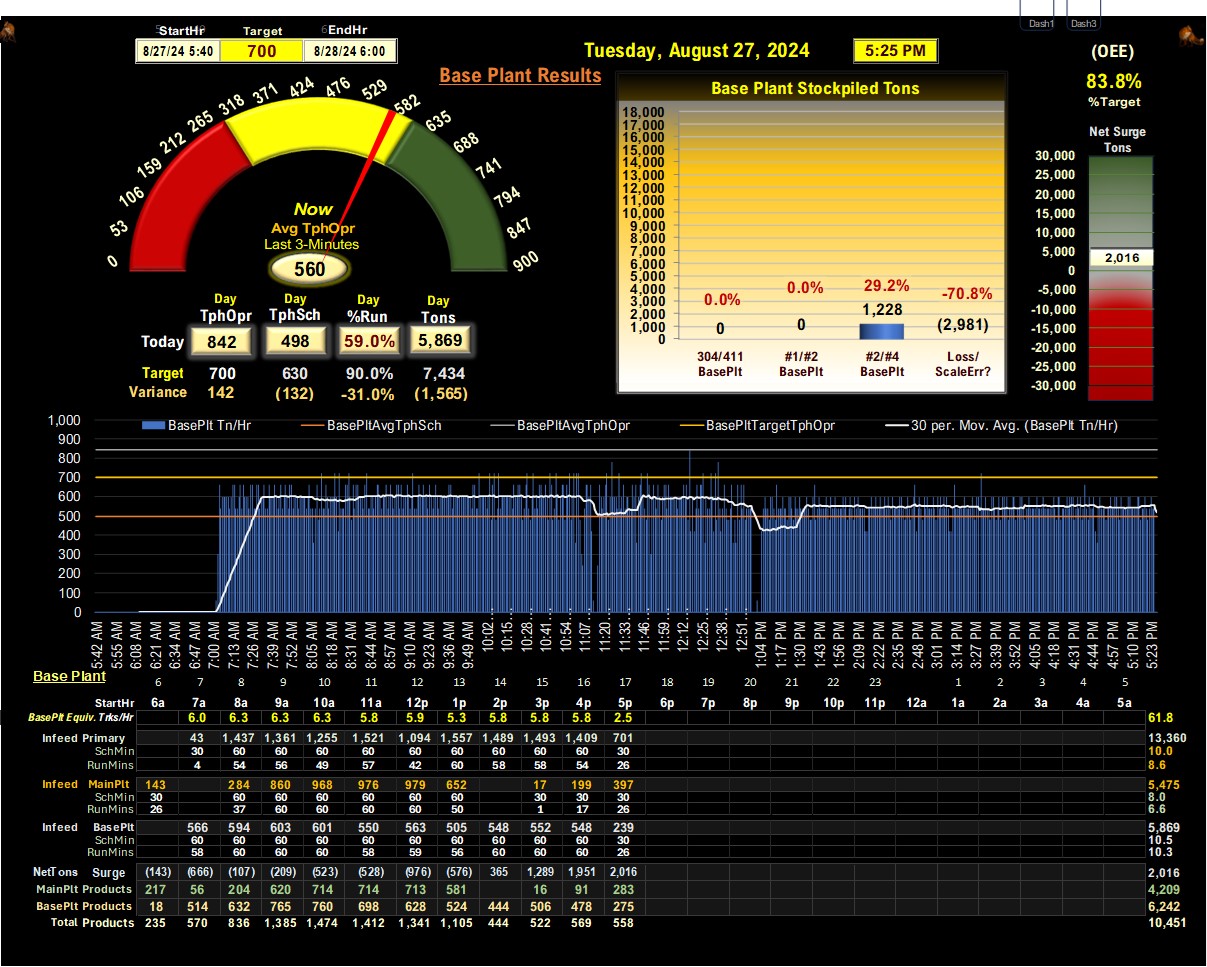 Dash1 Dash3
StartHr Target EndHr
8/27/24 5:40 700 8/28/24 6:00
Tuesday, August 27, 2024 5:25 PM
(OEE)
83.8%
%Target
Base Plant Results
0 53 106 159 212 265 318 371 424 476 529 582 635 688 741 794 847 900
Now
Avg TphOpr
Last 3-Minutes
560
Day Day Day Day
TphOpr TphSch %Run Tons
Today 842 498 59.0% 5,869
Target 700 630 90.0% 7,434
Variance 142 (132) -31.0% (1,565)
Base Plant Stockpiled Tons
18,000
17,000
16,000
15,000
14,000
13,000
12,000
11,000
10,000
9,000
8,000
7,000
6,000
5,000
4,000
3,000
2,000
1,000
0
0.0% 0.0% 29.2% -70.8%
0 0 1,228 (2,981)
304/411 #1/#2 #2/#4 Loss/
BasePlt BasePlt BasePlt ScaleErr?
Net Surge
Tons
30,000
25,000
20,000
15,000
10,000
5,000
0
-5,000
-10,000
-15,000
-20,000
-25,000
-30,000
2,016
BasePlt Tn/Hr BasePltAvgTphSch BasePltAvgTphOpr BasePltTargetTphOpr 30 per. Mov. Avg. (BasePlt Tn/Hr)
1,000
900
800
700
600
500
400
300
200
100
0
5:42 AM 5:55 AM 6:08 AM 6:21 AM 6:34 AM 6:47 AM 7:00 AM 7:13 AM 7:26 AM 7:39 AM 7:52 AM 8:05 AM 8:18 AM 8:31 AM 8:44 AM 8:57 AM 9:10 AM 9:23 AM 9:36 AM 9:49 AM 10:02... 10:15... 10:28... 10:41... 10:54... 11:07... 11:20... 11:33... 11:46... 11:59... 12:12... 12:25... 12:38... 12:51... 1:04 PM 1:17 PM 1:30 PM 1:43 PM 1:56 PM 2:09 PM 2:22 PM 2:35 PM 2:48 PM 3:01 PM 3:14 PM 3:27 PM 3:39 PM 3:52 PM 4:05 PM 4:18 PM 4:31 PM 4:44 PM 4:57 PM 5:10 PM 5:23 PM
Base Plant
6 7 8 9 10 11 12 13 14 15 16 17 18 19 20 21 22 23 1 2 3 4 5
StartHr 6a 7a 8a 9a 10a 11a 12p 1p 2p 3p 4p 5p 6p 7p 8p 9p 10p 11p 12a 1a 2a 3a 4a 5a
BasePlt Equiv. Trks/Hr 6.0 6.3 6.3 6.3 5.8 5.9 5.3 5.8 5.8 5.8 2.5 61.8
Infeed Primary 43 1,437 1,361 1,255 1,521 1,094 1,557 1,489 1,493 1,409 701 13,360
SchMin 30 60 60 60 60 60 60 60 60 60 30 10.0
RunMins 4 54 56 49 57 42 60 58 58 54 26 8.6
Infeed MainPlt 143 284 860 968 976 979 652 17 199 397 5,475
SchMin 30 60 60 60 60 60 60 30 30 30 8.0
RunMins 26 37 60 60 60 60 50 1 17 26 6.6
Infeed BasePlt 566 594 603 601 550 563 505 548 552 548 239 5,869
SchMin 60 60 60 60 60 60 60 60 60 60 30 10.5
RunMins 58 60 60 60 58 59 56 60 60 60 26 10.3
NetTons Surge (143) (666) (107) (209) (523) (528) (976) (576) 365 1,289 1,951 2,016 2,016
MainPlt Products 217 56 204 620 714 714 713 581 16 91 283 4,209
BasePlt Products 18 514 632 765 760 698 628 524 444 506 478 275 6,242
Total Products 235 570 836 1,385 1,474 1,412 1,341 1,105 444 522 569 558 10,451